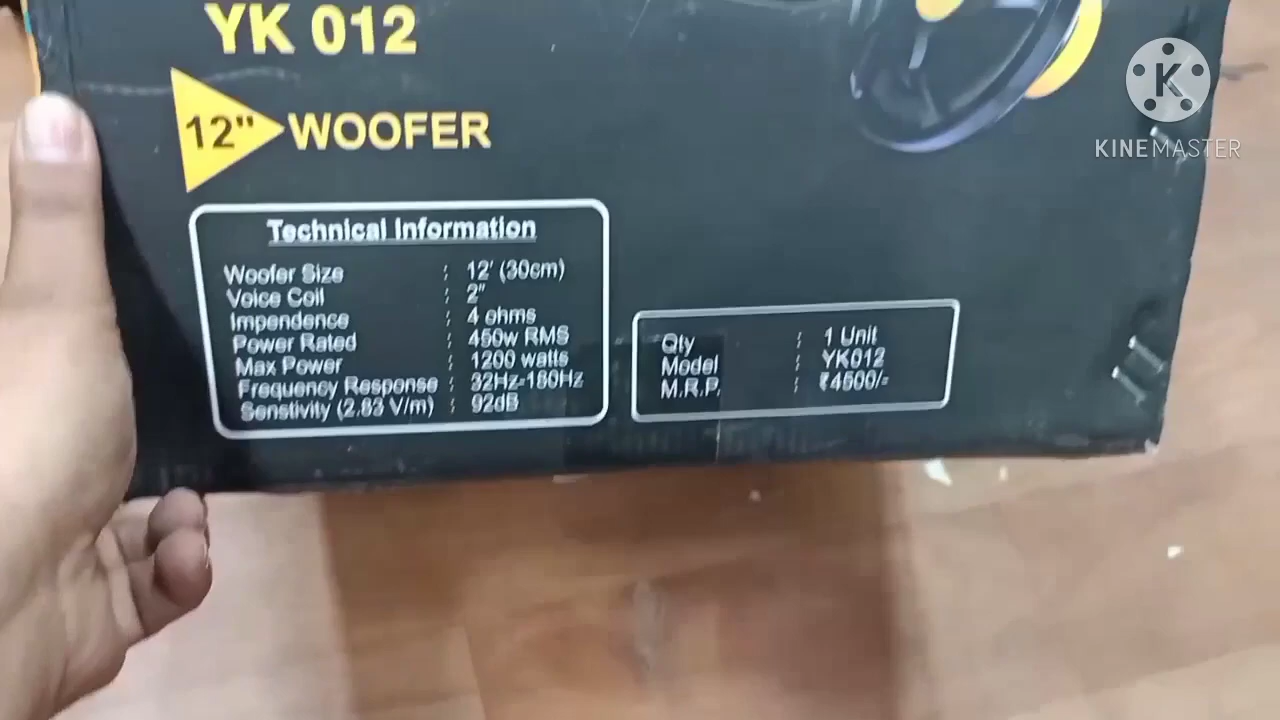 YK 012
12" WOOFER
Technical Information
Woofer Size : 12' (30cm)
Voice Coil : 2"
Impendence : 4 ohms
Power Rated : 450w RMS
Max Power : 1200 watts
Frequency Response : 32Hz-180Hz
Senstivity (2.83 V/m) : 92dB
Qty : 1 Unit
Model : YK012
M.R.P. : ₹4500/-
K
KINEMASTER